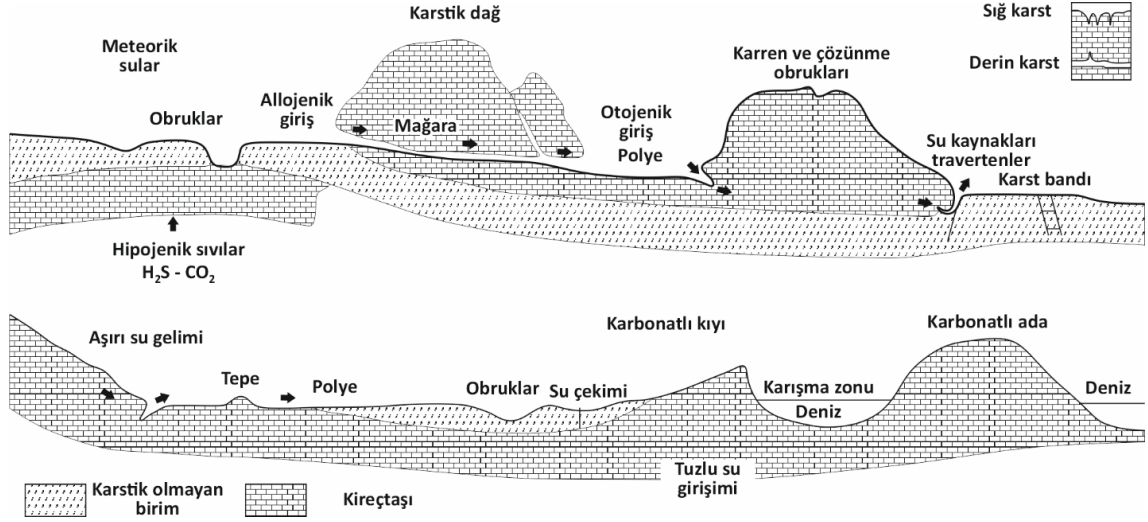 Karstik dağ
Sığ karst
Derin karst
Meteorik
sular
Karren ve çözünme
obrukları
Obruklar
Allojenik
giriş
Mağara
Otojenik
giriş
Polye
Su kaynakları
travertenler
Karst bandı
Hipojenik sıvılar
H₂S - CO₂
Aşırı su gelimi
Karbonatlı kıyı
Karbonatlı ada
Tepe
Polye
Obruklar
Su çekimi
Karışma zonu
Deniz
Deniz
Tuzlu su
girişimi
Karstik olmayan
birim
Kireçtaşı